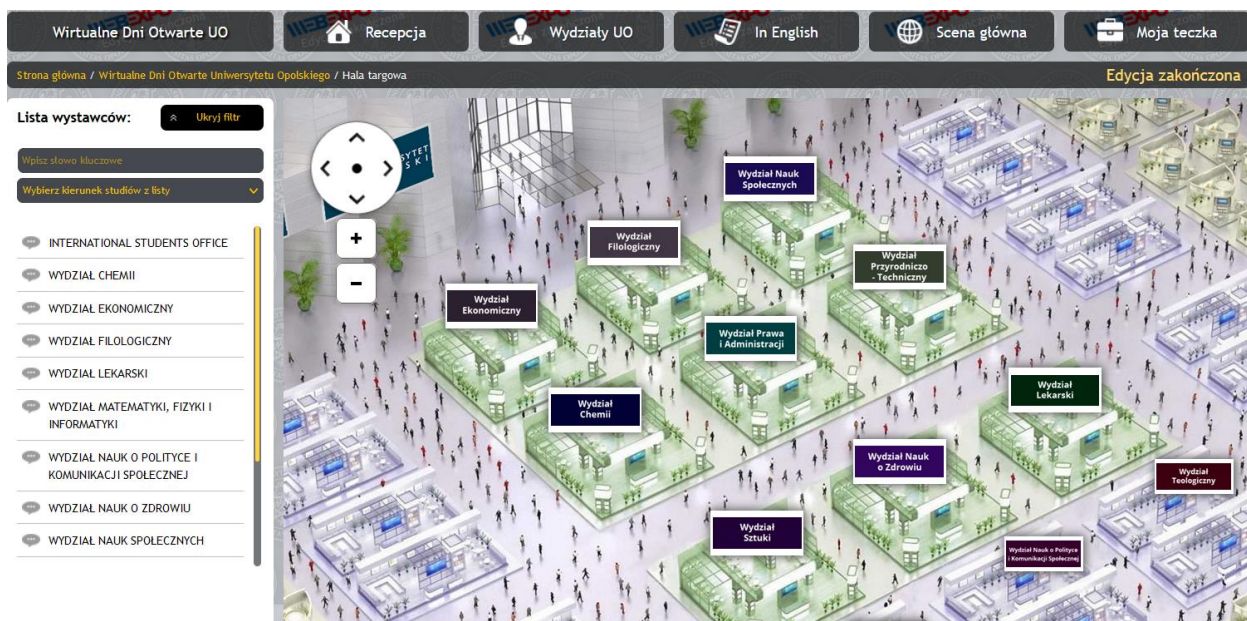 Wirtualne Dni Otwarte UO
Recepcja
Wydziały UO
In English
Scena główna
Moja teczka
Strona główna / Wirtualne Dni Otwarte Uniwersytetu Opolskiego / Hala targowa
Edycja zakończona
Lista wystawców:
Ukryj filtr
Wpisz słowo kluczowe
Wybierz kierunek studiów z listy
INTERNATIONAL STUDENTS OFFICE
WYDZIAŁ CHEMII
WYDZIAŁ EKONOMICZNY
WYDZIAŁ FILOLOGICZNY
WYDZIAŁ LEKARSKI
WYDZIAŁ MATEMATYKI, FIZYKI I
INFORMATYKI
WYDZIAŁ NAUK O POLITYCE I
KOMUNIKACJI SPOŁECZNEJ
WYDZIAŁ NAUK O ZDROWIU
WYDZIAŁ NAUK SPOŁECZNYCH
Wydział Nauk
Społecznych
Wydział
Filologiczny
Wydział
Przyrodniczo
- Techniczny
Wydział
Ekonomiczny
Wydział Prawa
i Administracji
Wydział
Lekarski
Wydział
Chemii
Wydział Nauk
o Zdrowiu
Wydział
Teologiczny
Wydział
Sztuki
Wydział Nauk o Polityce
i Komunikacji Społecznej